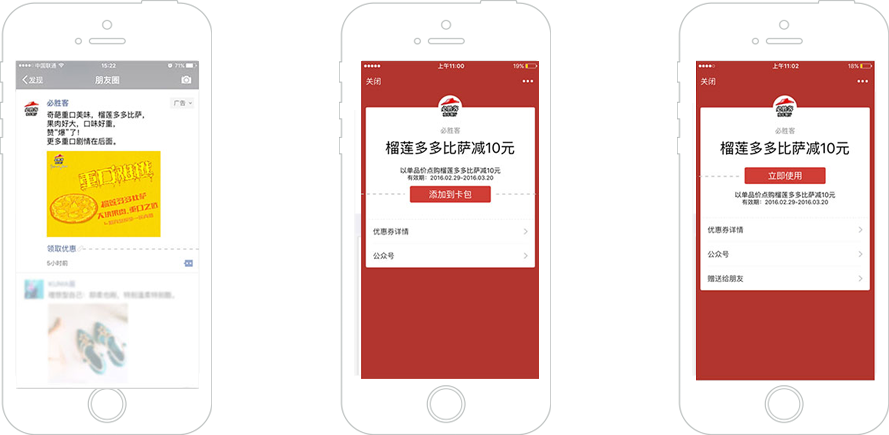 中国联通
15:22
71%
发现
朋友圈
必胜客
广告
奇葩重口美味，榴莲多多比萨，
果肉好大，口味好重，
赞“爆”了！
更多重口剧情在后面。
重口
榴莲多多比萨
领取优惠
5小时前
上午11:00
19%
关闭
必胜客
必胜客
榴莲多多比萨减10元
以单品价点购榴莲多多比萨减10元
有效期：2016.02.29-2016.03.20
添加到卡包
优惠券详情
公众号
上午11:02
18%
关闭
必胜客
必胜客
榴莲多多比萨减10元
立即使用
以单品价点购榴莲多多比萨减10元
有效期：2016.02.29-2016.03.20
优惠券详情
公众号
赠送给朋友